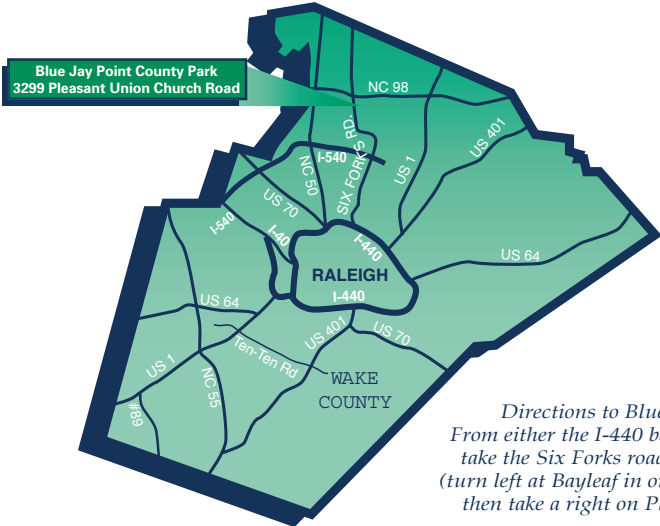 Blue Jay Point County Park
3299 Pleasant Union Church Road
NC 98
US 401
SIX FORKS RD.
US 1
I-540
NC 50
US 70
I-540
I-40
I-440
US 64
RALEIGH
I-440
US 64
US 401
US 70
Ten-Ten Rd
US 1
NC 55
WAKE
COUNTY
#89
Directions to Blue
From either the I-440 b
take the Six Forks road
(turn left at Bayleaf in o
then take a right on P